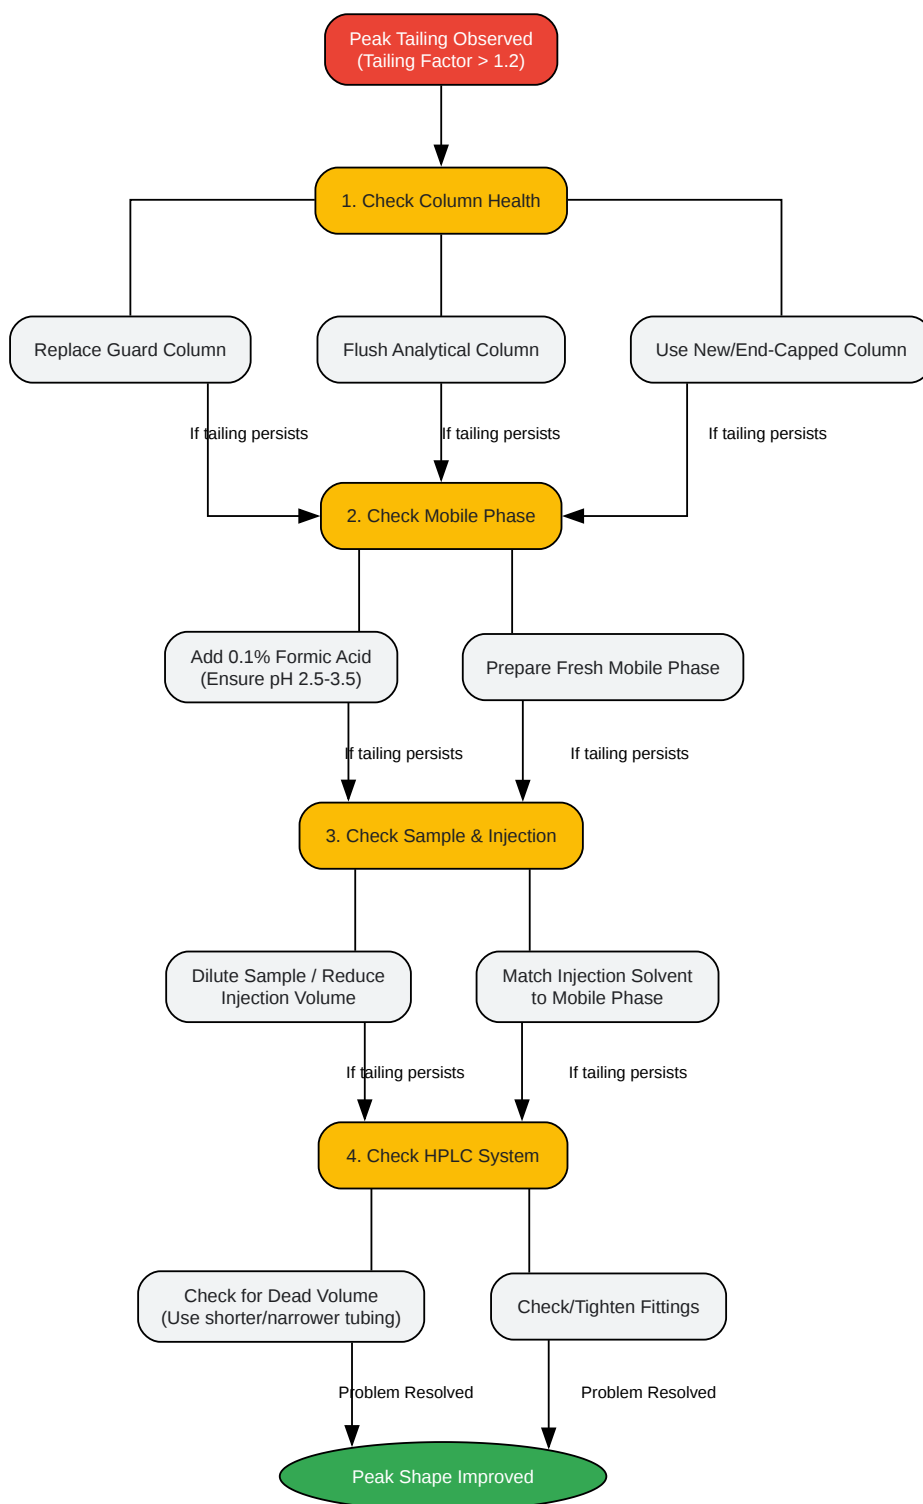 Peak Tailing Observed
(Tailing Factor > 1.2)
1. Check Column Health
Replace Guard Column
Flush Analytical Column
Use New/End-Capped Column
If tailing persists
If tailing persists
If tailing persists
2. Check Mobile Phase
Add 0.1% Formic Acid
(Ensure pH 2.5-3.5)
Prepare Fresh Mobile Phase
If tailing persists
If tailing persists
3. Check Sample & Injection
Dilute Sample / Reduce
Injection Volume
Match Injection Solvent
to Mobile Phase
If tailing persists
If tailing persists
4. Check HPLC System
Check for Dead Volume
(Use shorter/narrower tubing)
Check/Tighten Fittings
Problem Resolved
Problem Resolved
Peak Shape Improved